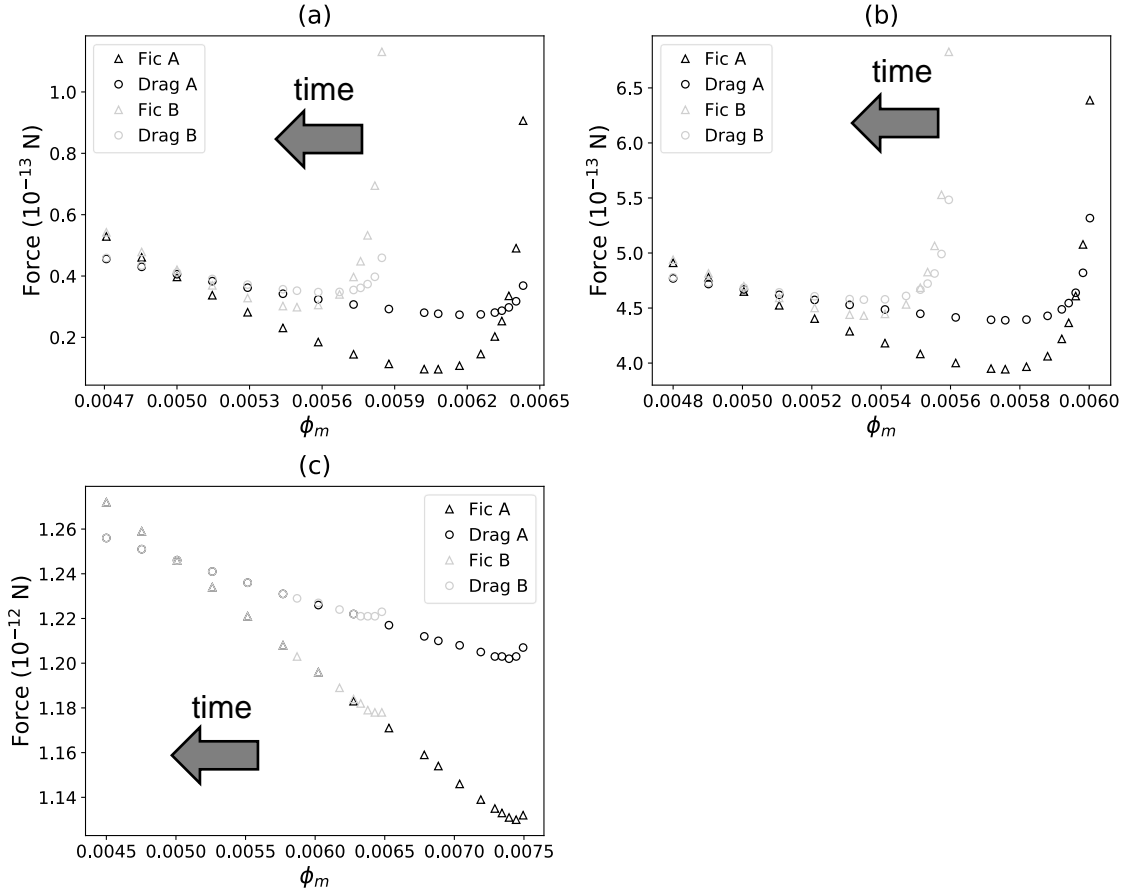 (a)
Force (10⁻¹³ N)
1.0
0.8
0.6
0.4
0.2
Fic A
Drag A
Fic B
Drag B
time
0.0047 0.0050 0.0053 0.0056 0.0059 0.0062 0.0065
ϕₘ
(b)
Force (10⁻¹³ N)
6.5
6.0
5.5
5.0
4.5
4.0
Fic A
Drag A
Fic B
Drag B
time
0.0048 0.0050 0.0052 0.0054 0.0056 0.0058 0.0060
ϕₘ
(c)
Force (10⁻¹² N)
1.26
1.24
1.22
1.20
1.18
1.16
1.14
Fic A
Drag A
Fic B
Drag B
time
0.0045 0.0050 0.0055 0.0060 0.0065 0.0070 0.0075
ϕₘ